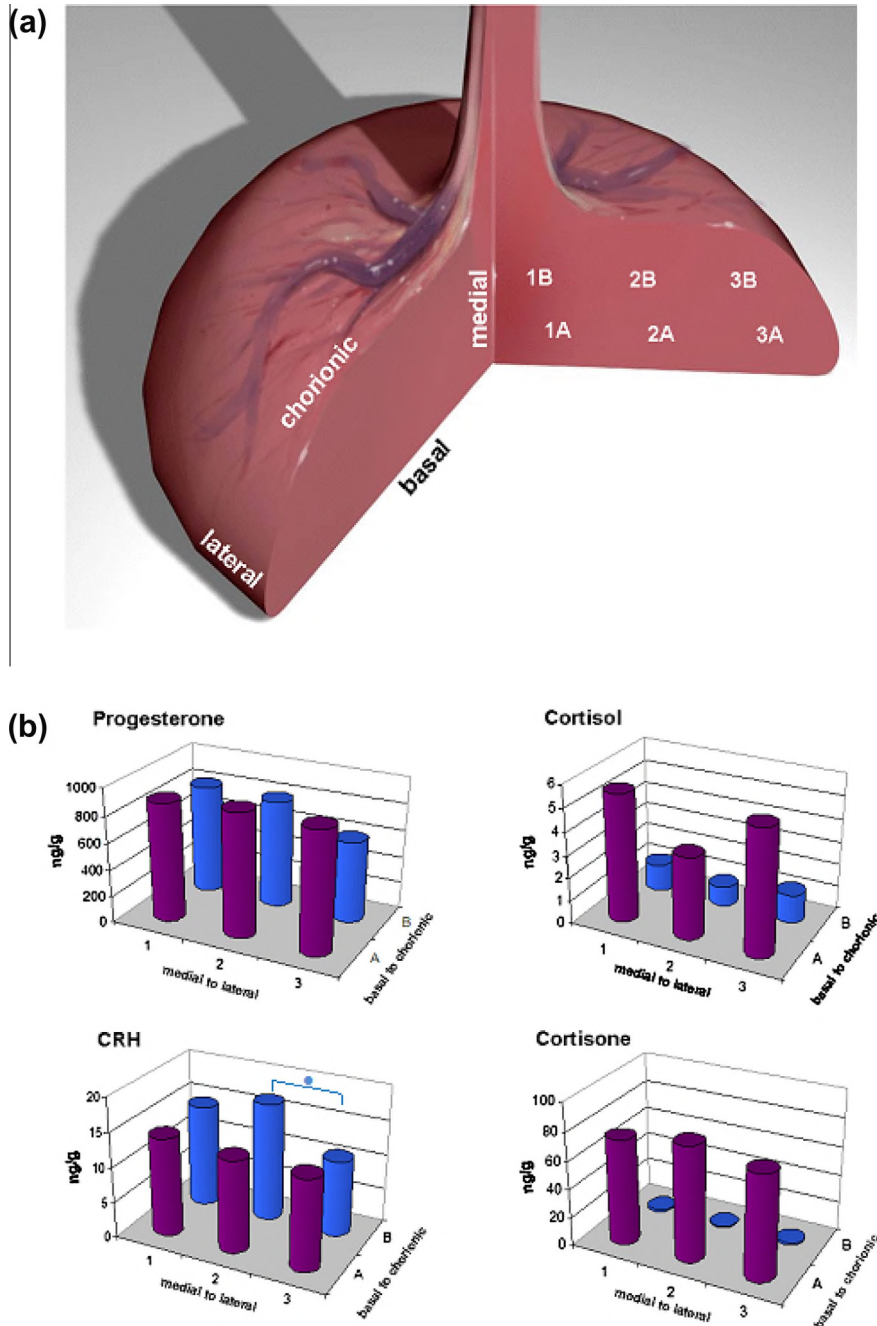 (a)
1B 2B 3B
1A 2A 3A
medial
chorionic
basal
lateral
(b)
Progesterone
1000
800
600
400
200
0
ng/g
1
2
3
medial to lateral
A
B
basal to chorionic
Cortisol
6
5
4
3
2
1
0
ng/g
1
2
3
medial to lateral
A
B
basal to chorionic
CRH
20
15
10
5
0
ng/g
1
2
3
medial to lateral
A
B
basal to chorionic
Cortisone
100
80
60
40
20
0
ng/g
1
2
3
medial to lateral
A
B
basal to chorionic